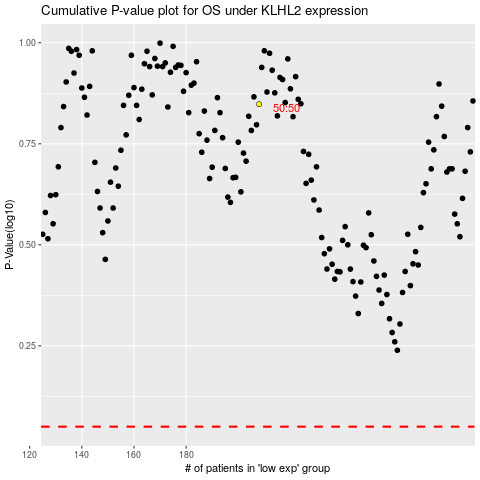 Cumulative P-value plot for OS under KLHL2 expression
1.00
50:50
0.75
0.50
0.25
P-Value(log10)
120 140 160 180
# of patients in 'low exp' group